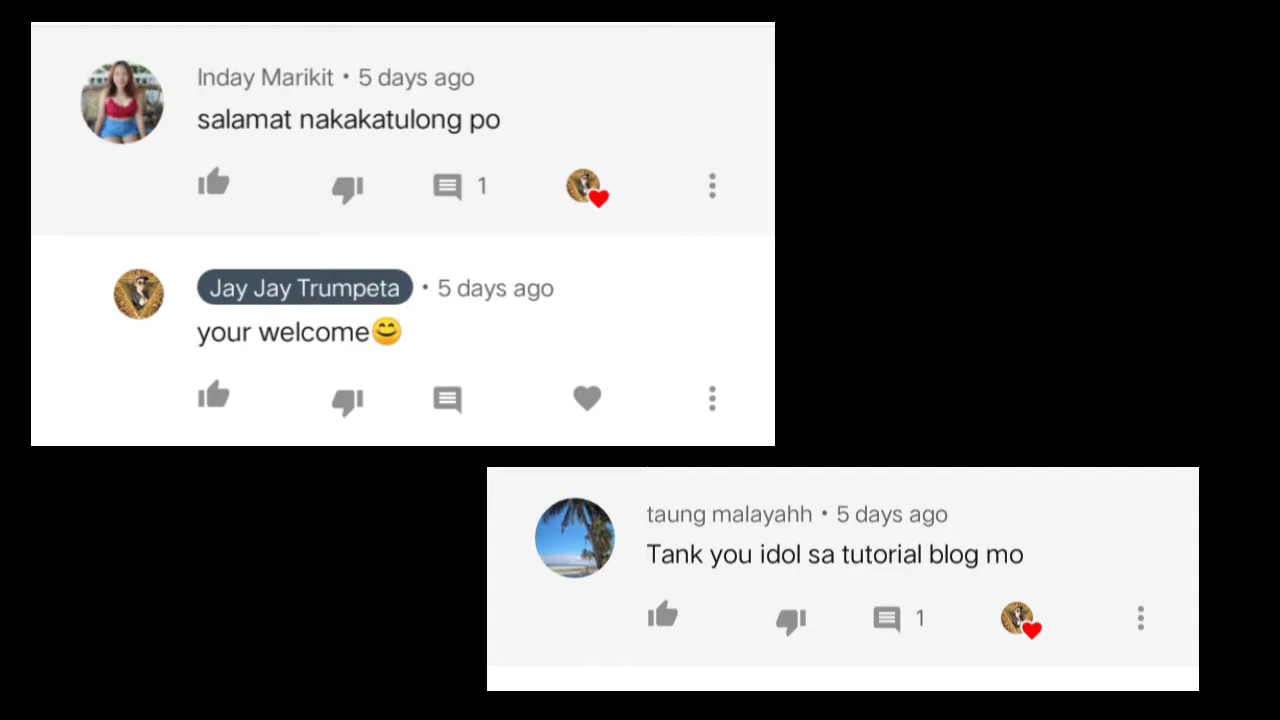 Inday Marikit • 5 days ago
salamat nakakatulong po
1
Jay Jay Trumpeta • 5 days ago
your welcome😊
taung malayahh • 5 days ago
Tank you idol sa tutorial blog mo
1